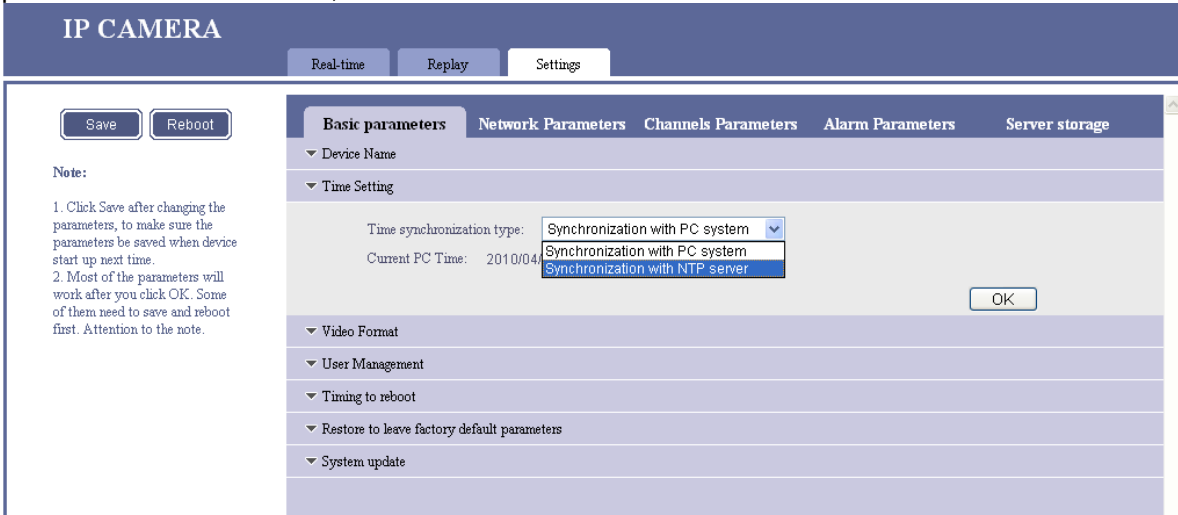 IP CAMERA
Real-time Replay Settings
Save Reboot
Basic parameters Network Parameters Channels Parameters Alarm Parameters Server storage
Device Name
Note:
Time Setting
1. Click Save after changing the
parameters, to make sure the
parameters be saved when device
start up next time.
2. Most of the parameters will
work after you click OK. Some
of them need to save and reboot
first. Attention to the note.
Time synchronization type: Synchronization with PC system
Synchronization with PC system
Synchronization with NTP server
Current PC Time: 2010/04/
OK
Video Format
User Management
Timing to reboot
Restore to leave factory default parameters
System update